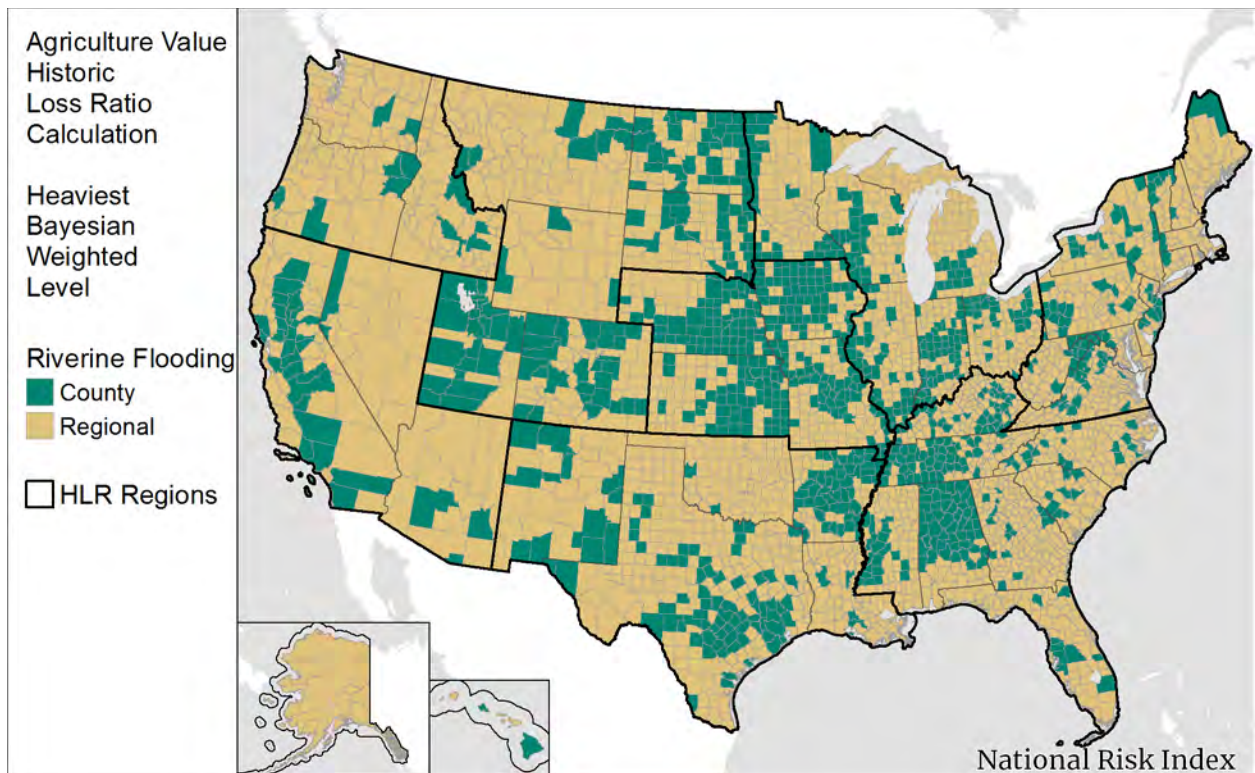 Agriculture Value
Historic
Loss Ratio
Calculation
Heaviest
Bayesian
Weighted
Level
Riverine Flooding
County
Regional
HLR Regions
National Risk Index